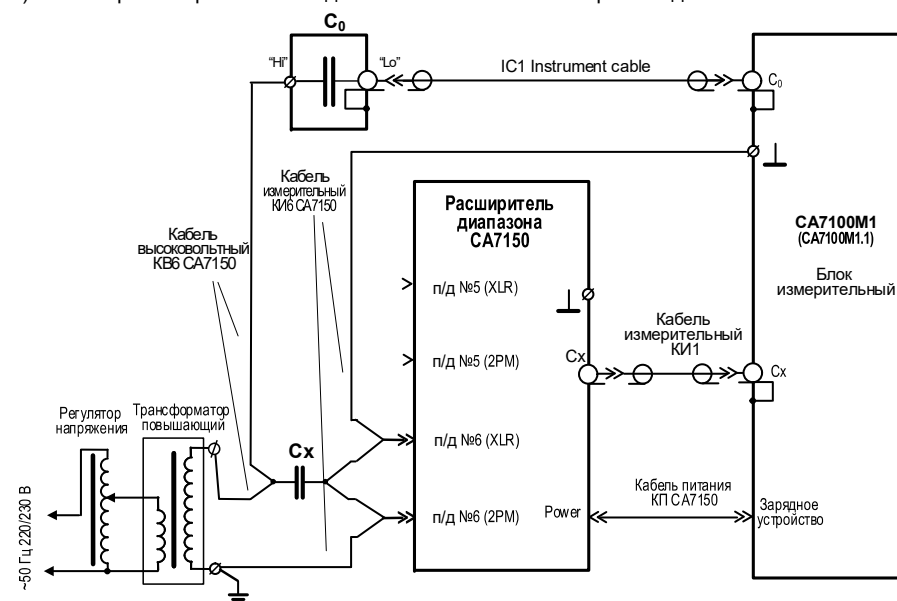 C₀
"Hi"
"Lo"
IC1 Instrument cable
C₀
Кабель
измерительный
КИ6 СА7150
Кабель
высоковольтный
КВ6 СА7150
Расширитель
диапазона
СА7150
п/д №5 (XLR)
п/д №5 (2РМ)
п/д №6 (XLR)
п/д №6 (2РМ)
Cx
Power
Кабель
измерительный
КИ1
Кабель питания
КП СА7150
СА7100М1
(СА7100М1.1)
Блок
измерительный
Cx
Зарядное
устройство
Регулятор
напряжения
Трансформатор
повышающий
Cx
~50 Гц 220/230 В